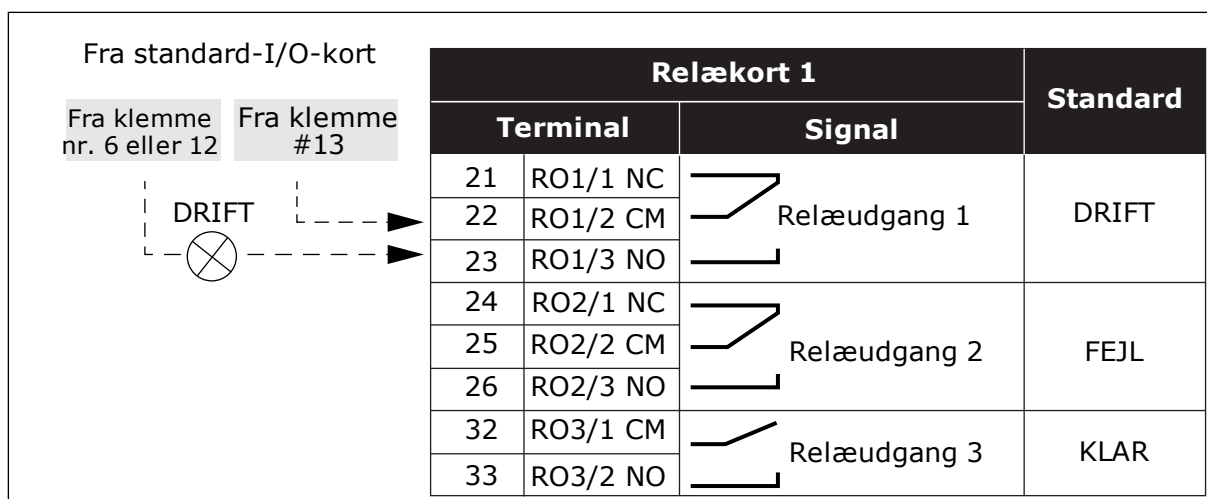 Fra standard-I/O-kort
Fra klemme
nr. 6 eller 12
Fra klemme
#13
DRIFT
Relækort 1
Standard
Terminal
Signal
21 RO1/1 NC
22 RO1/2 CM
Relæudgang 1
DRIFT
23 RO1/3 NO
24 RO2/1 NC
25 RO2/2 CM
Relæudgang 2
FEJL
26 RO2/3 NO
32 RO3/1 CM
Relæudgang 3
KLAR
33 RO3/2 NO